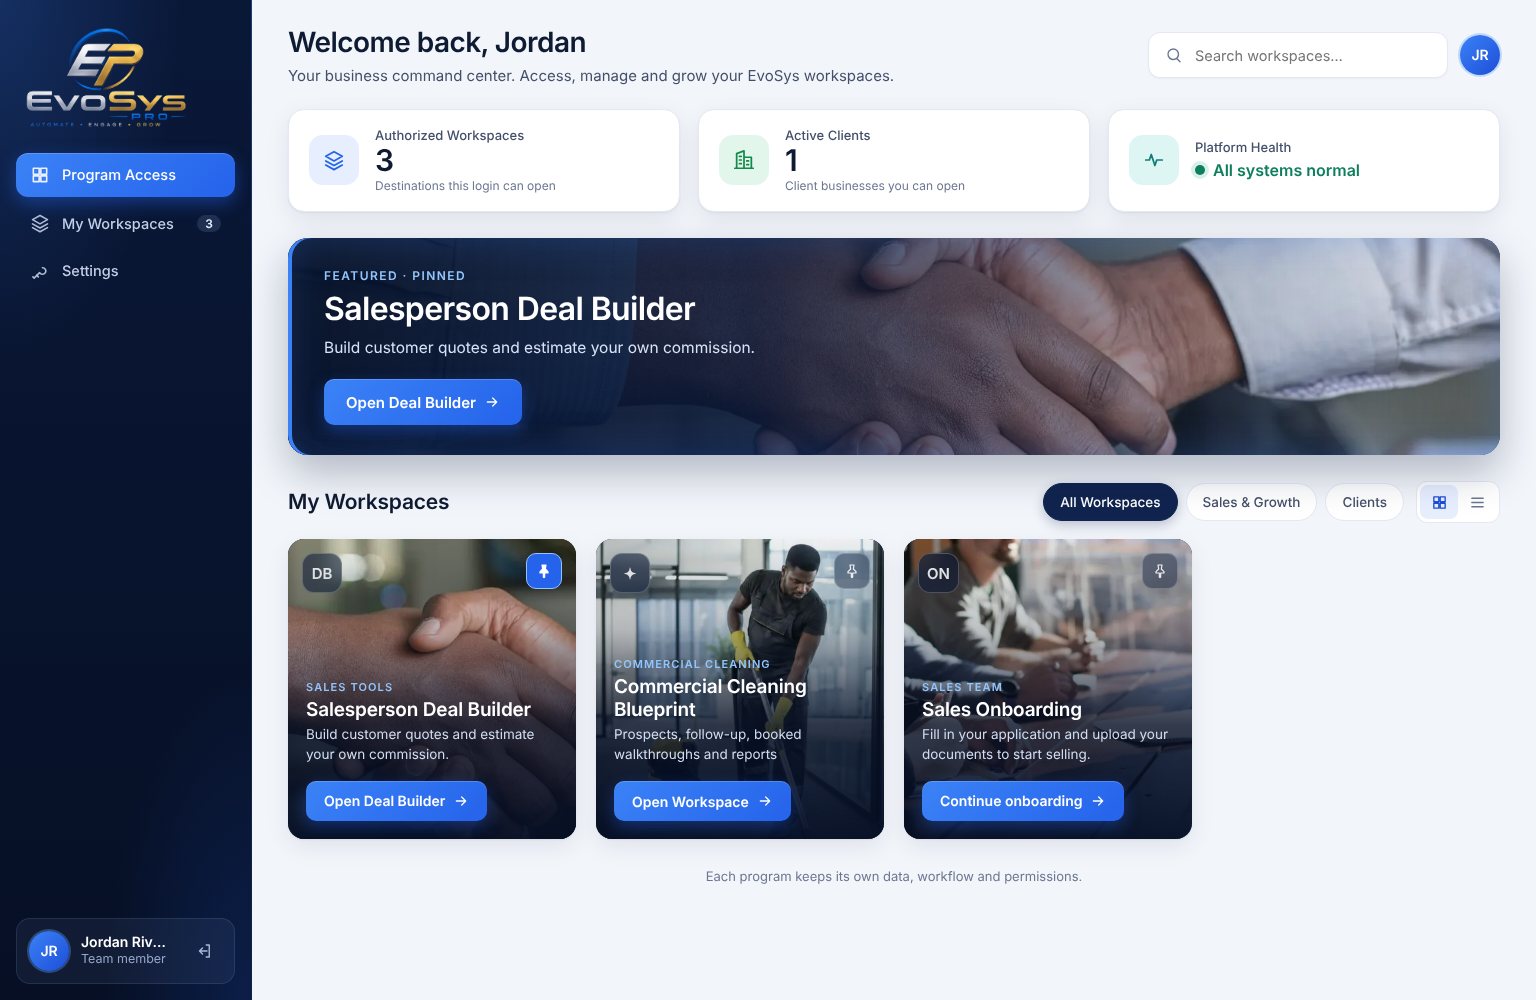 EP
EvoSys
PRO
AUTOMATE • ENGAGE • GROW
Program Access
My Workspaces 3
Settings
JR
Jordan Riv...
Team member
Welcome back, Jordan
Your business command center. Access, manage and grow your EvoSys workspaces.
Search workspaces...
JR
Authorized Workspaces
3
Destinations this login can open
Active Clients
1
Client businesses you can open
Platform Health
All systems normal
FEATURED · PINNED
Salesperson Deal Builder
Build customer quotes and estimate your own commission.
Open Deal Builder →
My Workspaces
All Workspaces
Sales & Growth
Clients
DB
SALES TOOLS
Salesperson Deal Builder
Build customer quotes and estimate
your own commission.
Open Deal Builder →
COMMERCIAL CLEANING
Commercial Cleaning
Blueprint
Prospects, follow-up, booked
walkthroughs and reports
Open Workspace →
ON
SALES TEAM
Sales Onboarding
Fill in your application and upload your
documents to start selling.
Continue onboarding →
Each program keeps its own data, workflow and permissions.